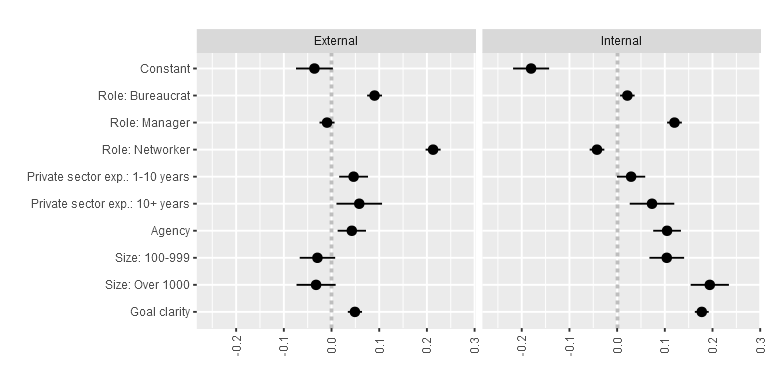 External
Internal
Constant
Role: Bureaucrat
Role: Manager
Role: Networker
Private sector exp.: 1-10 years
Private sector exp.: 10+ years
Agency
Size: 100-999
Size: Over 1000
Goal clarity
-0.2 -0.1 0.0 0.1 0.2 0.3
-0.2 -0.1 0.0 0.1 0.2 0.3